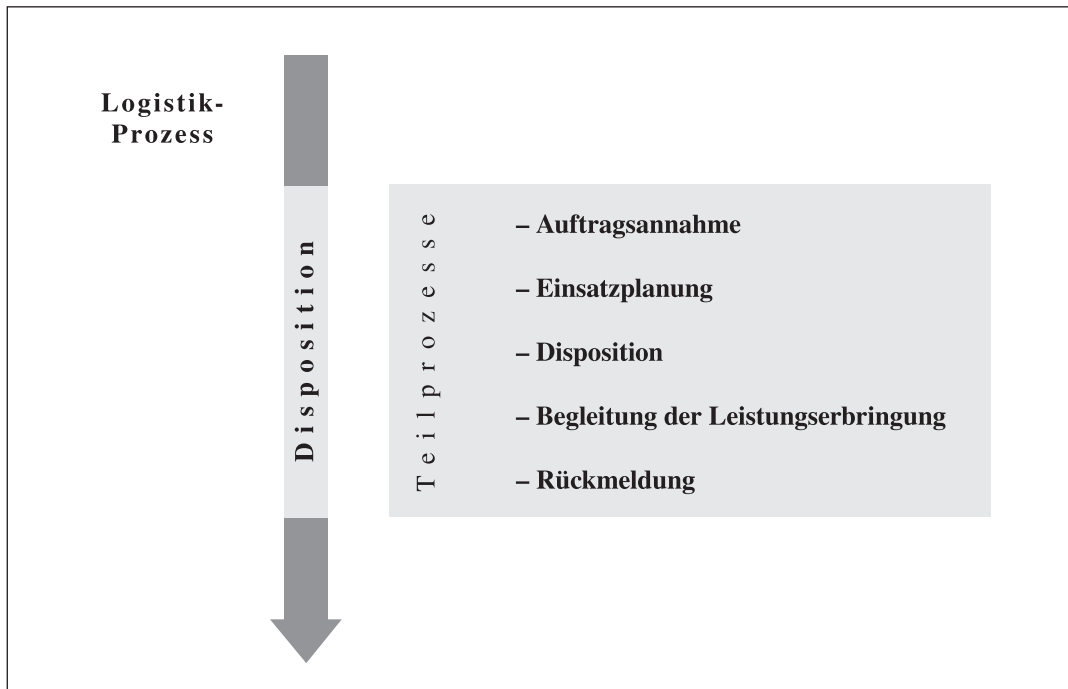 Logistik-
Prozess
Disposition
Teilprozesse
– Auftragsannahme
– Einsatzplanung
– Disposition
– Begleitung der Leistungserbringung
– Rückmeldung